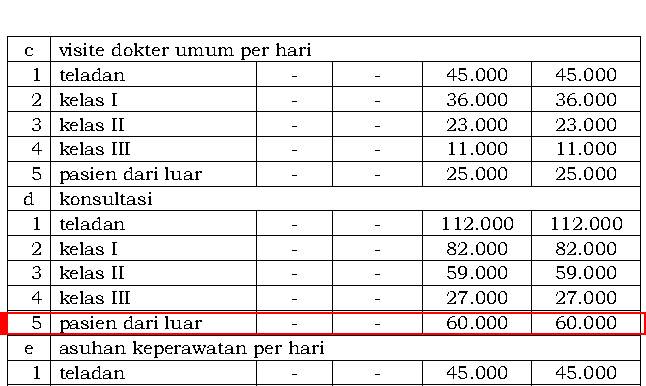 c visite dokter umum per hari
1 teladan - - 45.000 45.000
2 kelas I - - 36.000 36.000
3 kelas II - - 23.000 23.000
4 kelas III - - 11.000 11.000
5 pasien dari luar - - 25.000 25.000
d konsultasi
1 teladan - - 112.000 112.000
2 kelas I - - 82.000 82.000
3 kelas II - - 59.000 59.000
4 kelas III - - 27.000 27.000
5 pasien dari luar - - 60.000 60.000
e asuhan keperawatan per hari
1 teladan - - 45.000 45.000